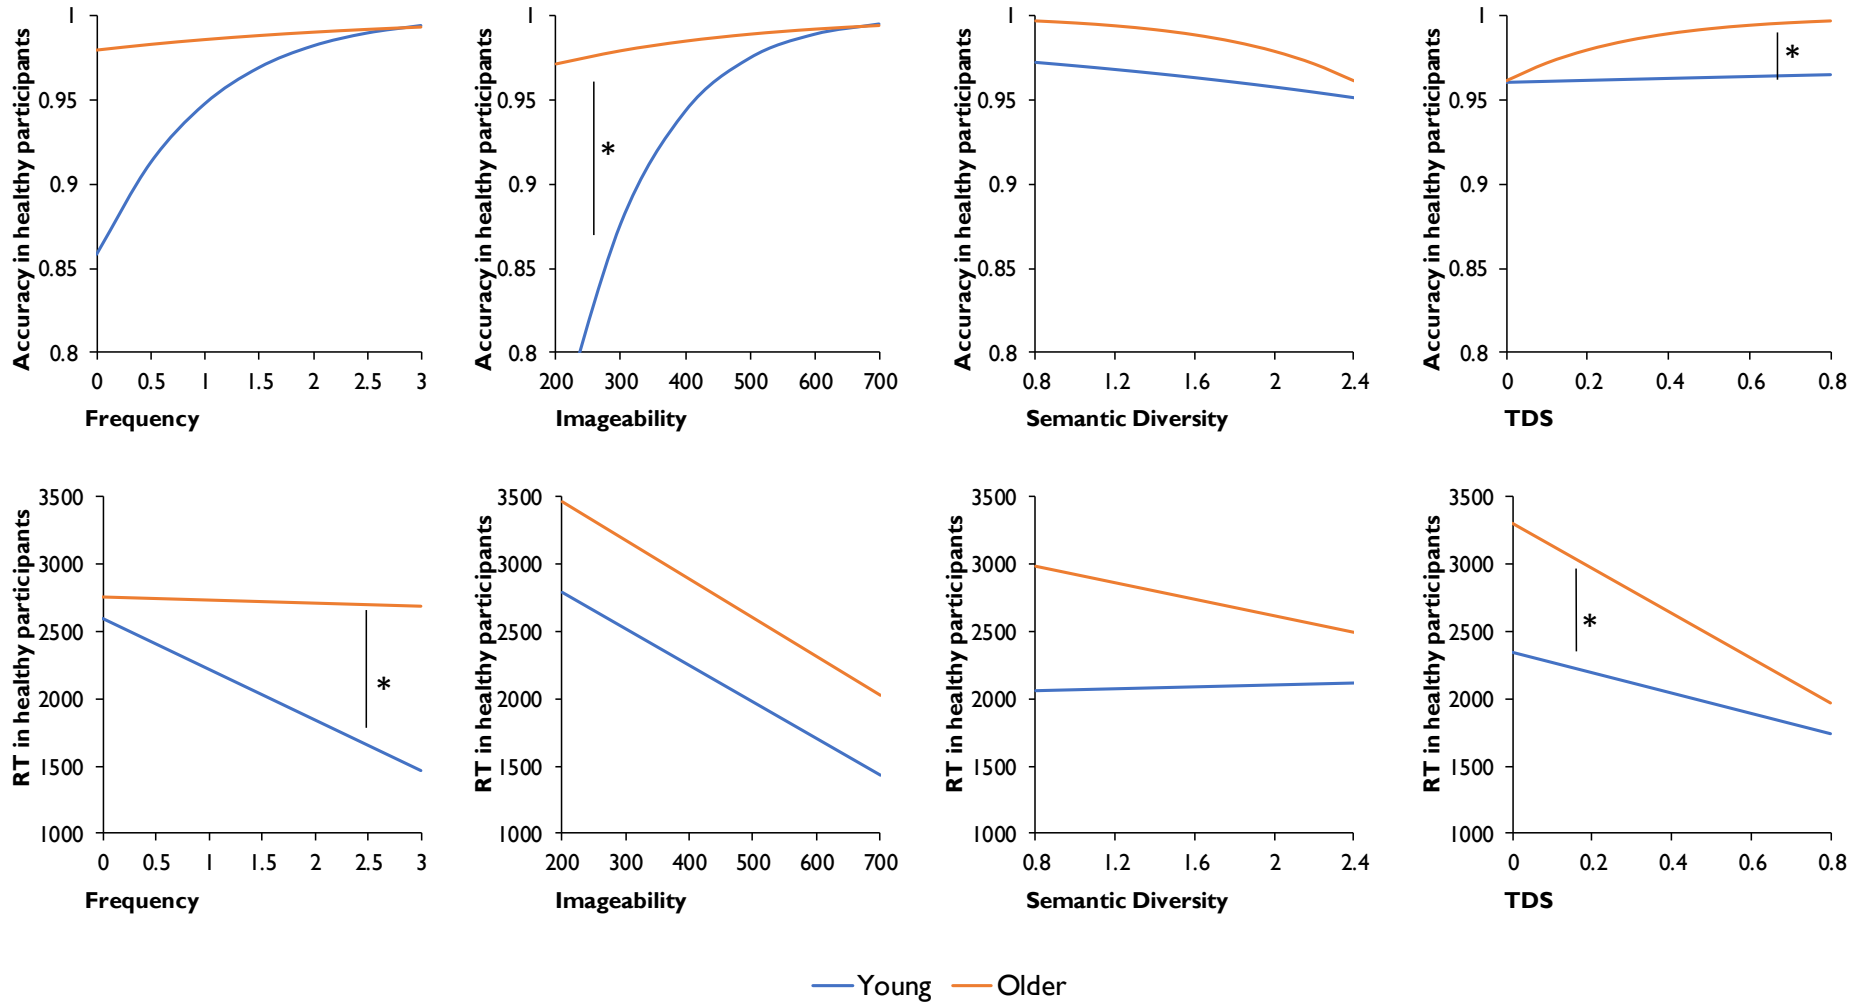 Accuracy in healthy participants
1
0.95
0.9
0.85
0.8
0 0.5 1 1.5 2 2.5 3
Frequency
Accuracy in healthy participants
1
0.95
0.9
0.85
0.8
*
200 300 400 500 600 700
Imageability
Accuracy in healthy participants
1
0.95
0.9
0.85
0.8
0.8 1.2 1.6 2 2.4
Semantic Diversity
Accuracy in healthy participants
1
0.95
0.9
0.85
0.8
*
0 0.2 0.4 0.6 0.8
TDS
RT in healthy participants
3500
3000
2500
2000
1500
1000
*
0 0.5 1 1.5 2 2.5 3
Frequency
RT in healthy participants
3500
3000
2500
2000
1500
1000
200 300 400 500 600 700
Imageability
RT in healthy participants
3500
3000
2500
2000
1500
1000
0.8 1.2 1.6 2 2.4
Semantic Diversity
RT in healthy participants
3500
3000
2500
2000
1500
1000
*
0 0.2 0.4 0.6 0.8
TDS
Young Older